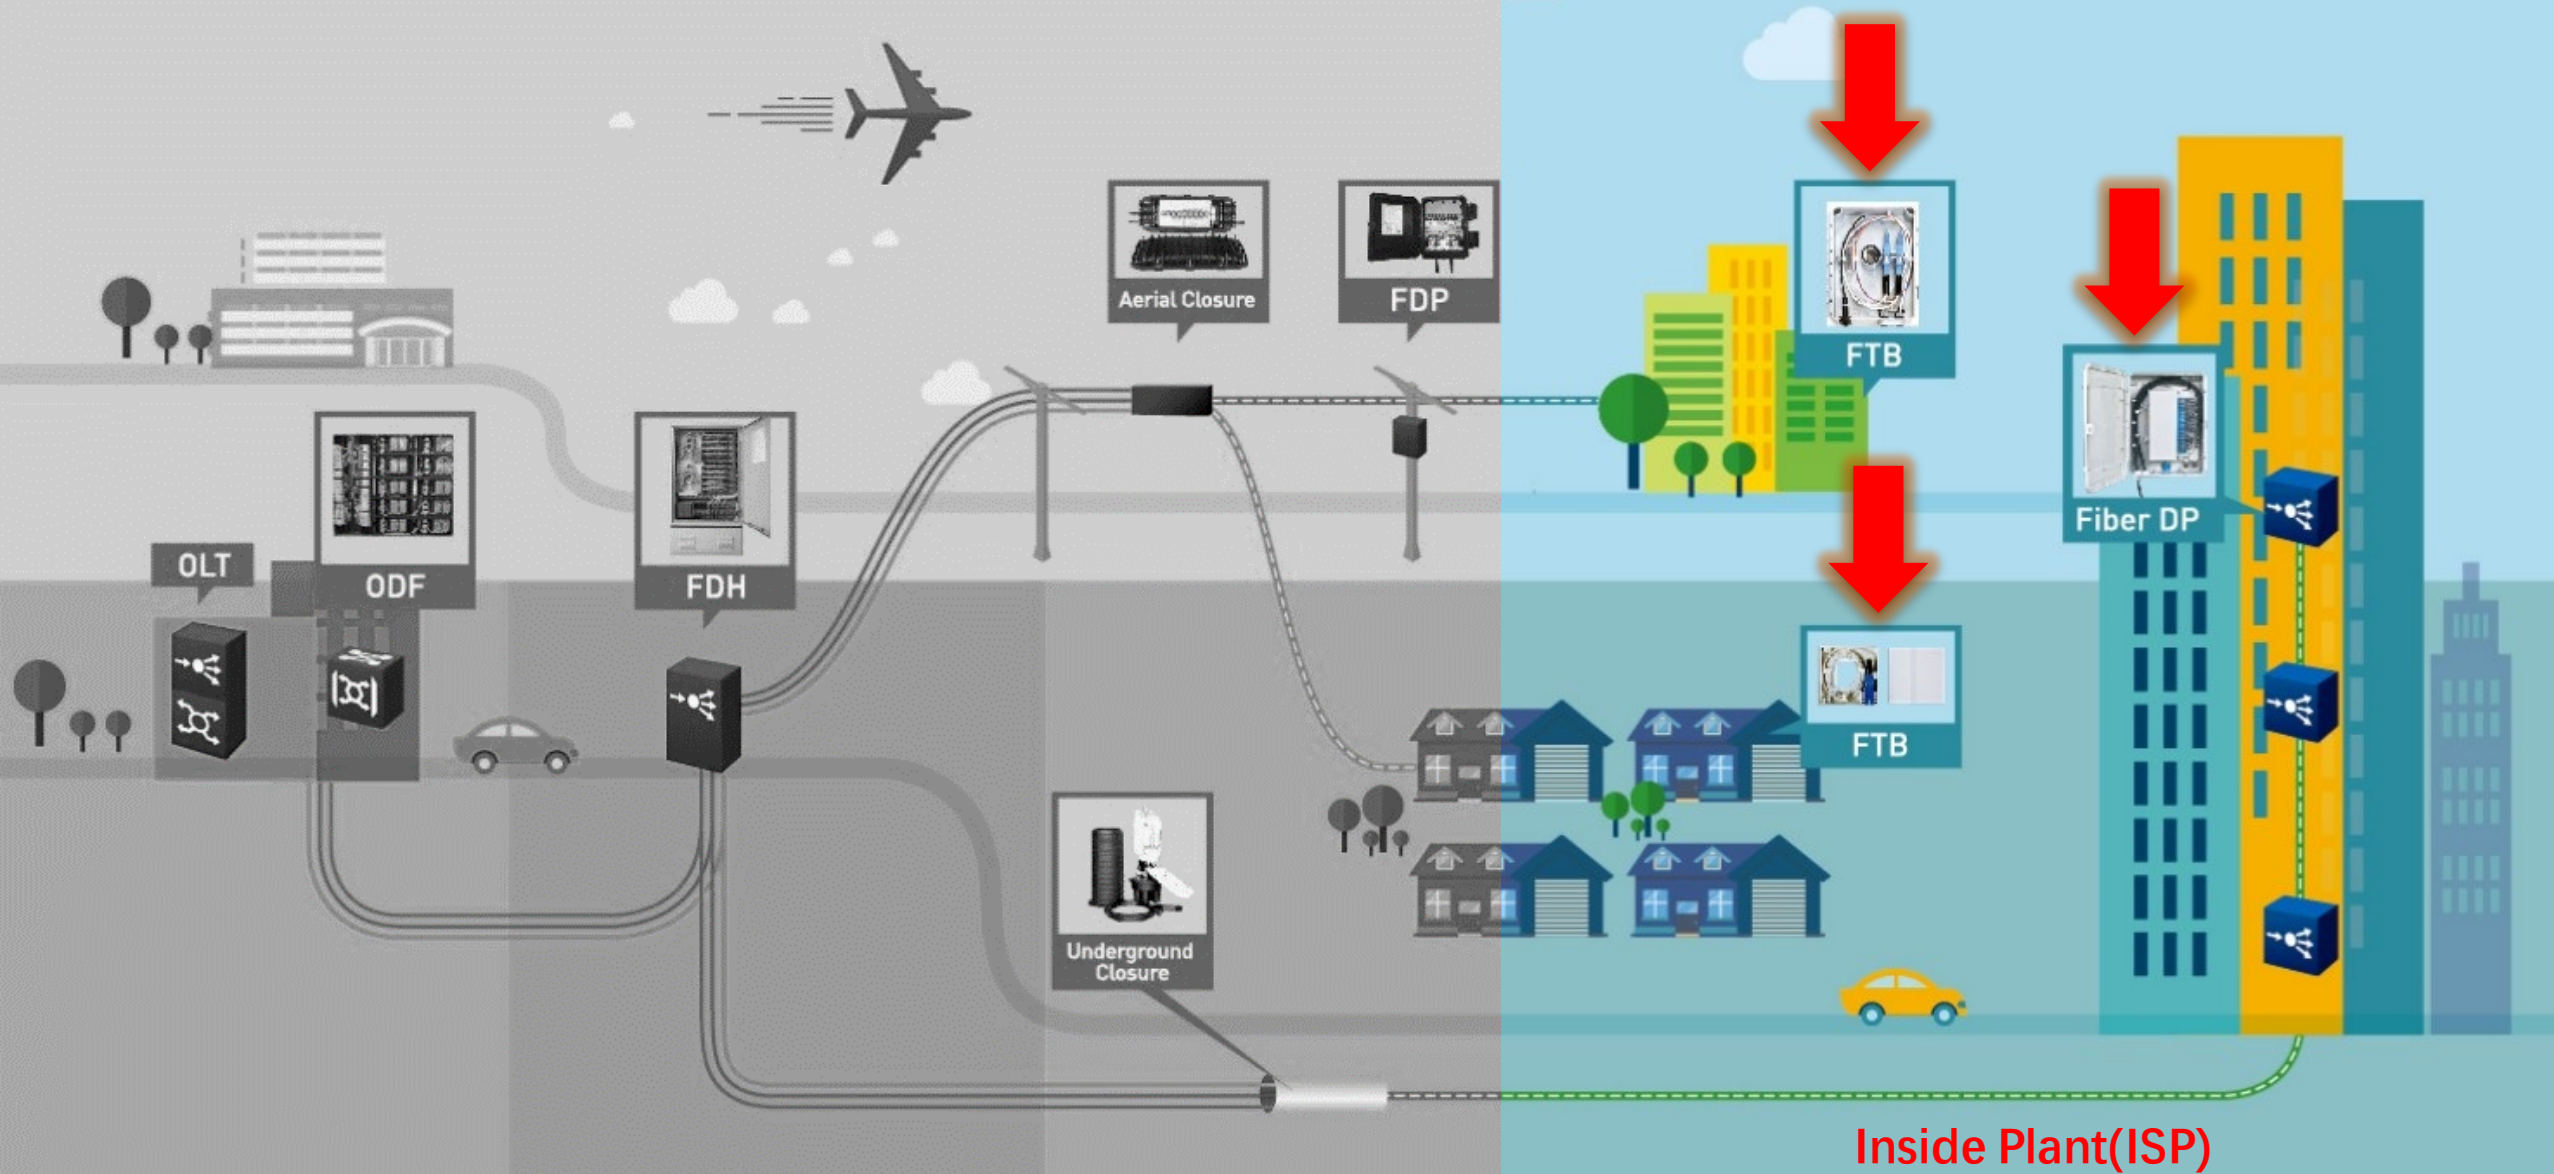 Aerial Closure
FDP
FTB
OLT
ODF
FDH
Fiber DP
FTB
Underground
Closure
Inside Plant(ISP)